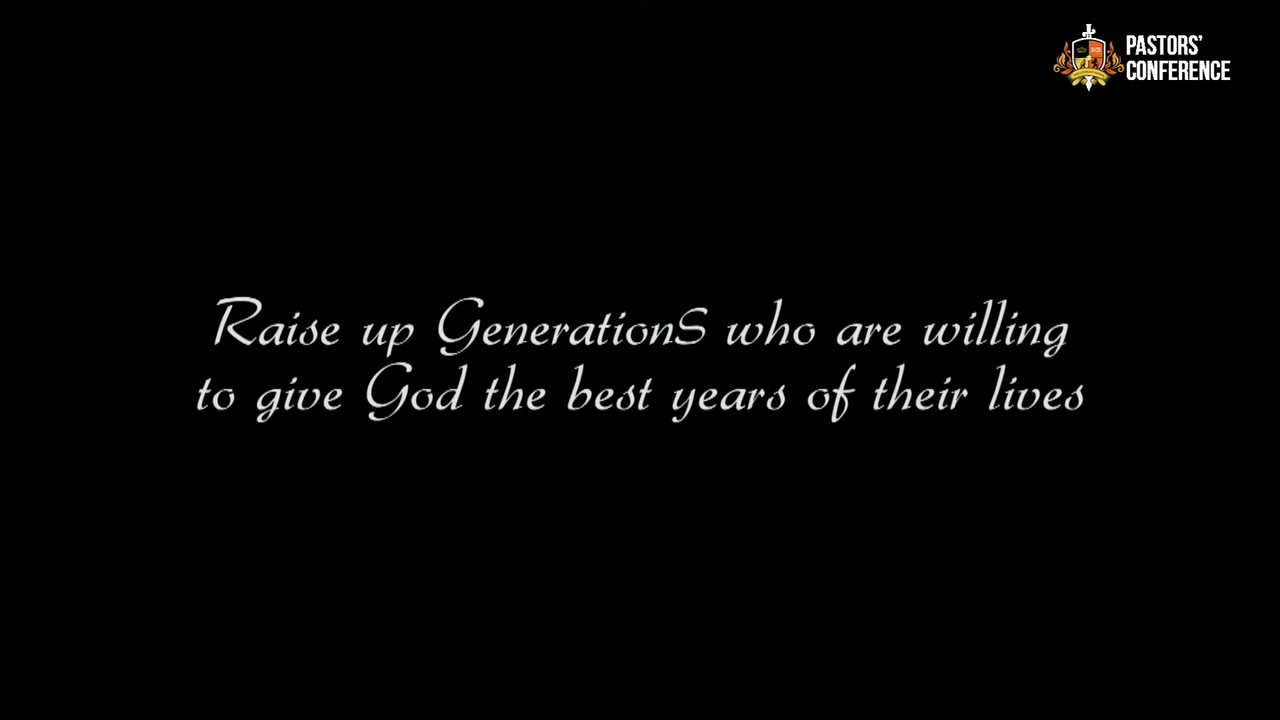 PASTORS'
CONFERENCE
Raise up GenerationS who are willing
to give God the best years of their lives